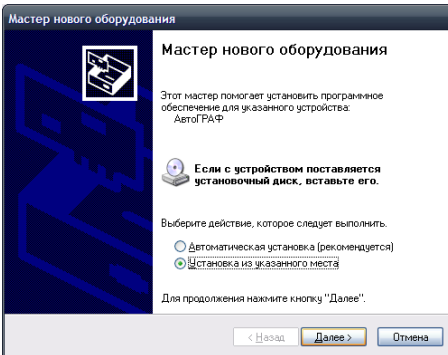 Мастер нового оборудования
Мастер нового оборудования
Этот мастер помогает установить программное
обеспечение для указанного устройства:
АвтоГРАФ
Если с устройством поставляется
установочный диск, вставьте его.
Выберите действие, которое следует выполнить.
Автоматическая установка (рекомендуется)
Установка из указанного места
Для продолжения нажмите кнопку "Далее".
< Назад Далее > Отмена